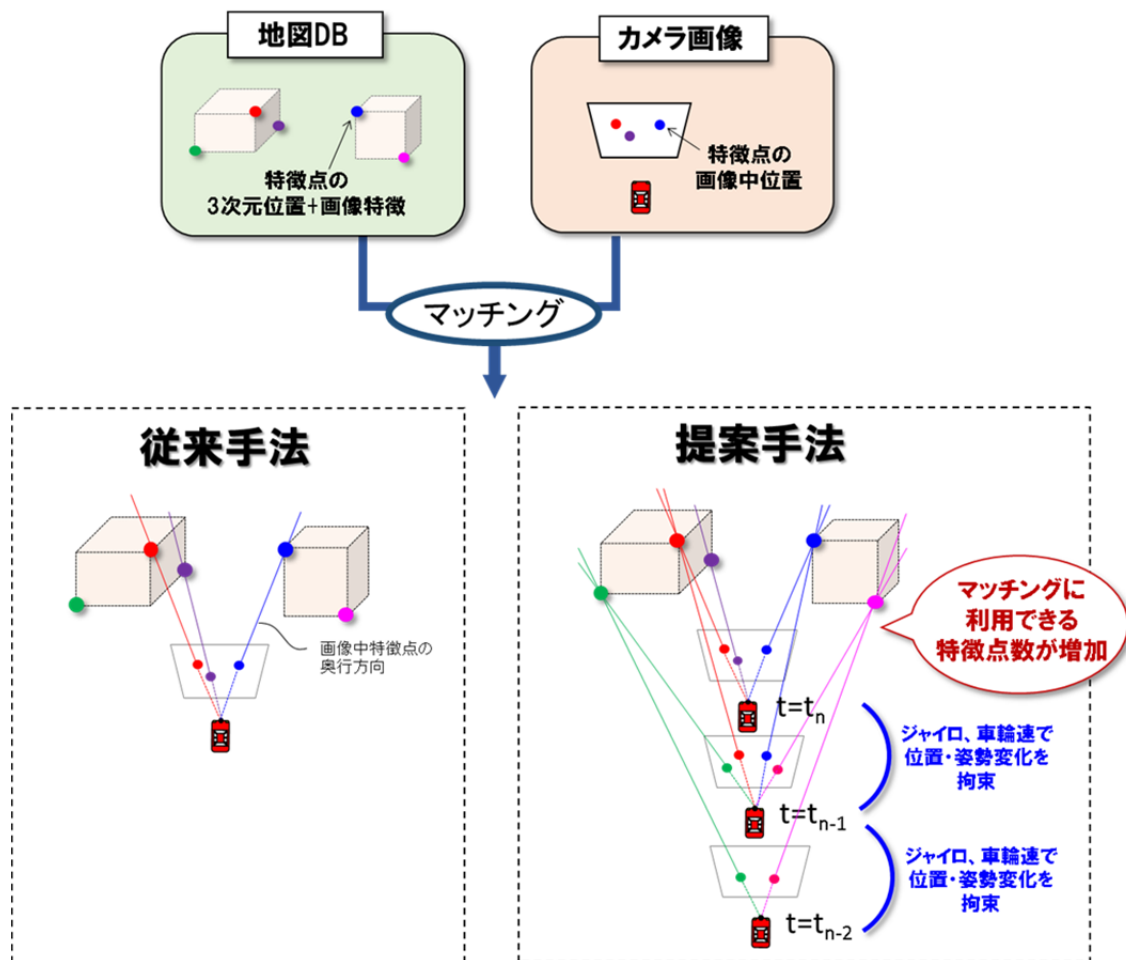 地図DB
カメラ画像
特徴点の
3次元位置+画像特徴
特徴点の
画像中位置
マッチング
従来手法
画像中特徴点の
奥行方向
提案手法
マッチングに
利用できる
特徴点数が増加
t=tn
ジャイロ、車輪速で
位置・姿勢変化を
拘束
t=tn-1
ジャイロ、車輪速で
位置・姿勢変化を
拘束
t=tn-2